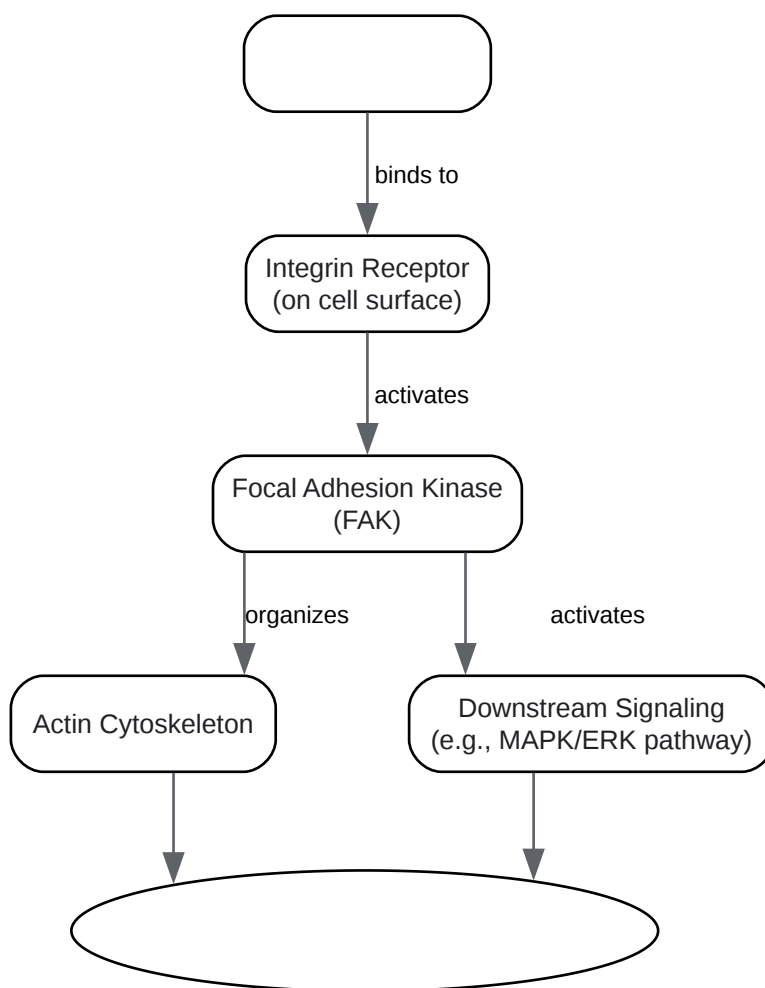 binds to
Integrin Receptor
(on cell surface)
activates
Focal Adhesion Kinase
(FAK)
organizes
activates
Actin Cytoskeleton
Downstream Signaling
(e.g., MAPK/ERK pathway)